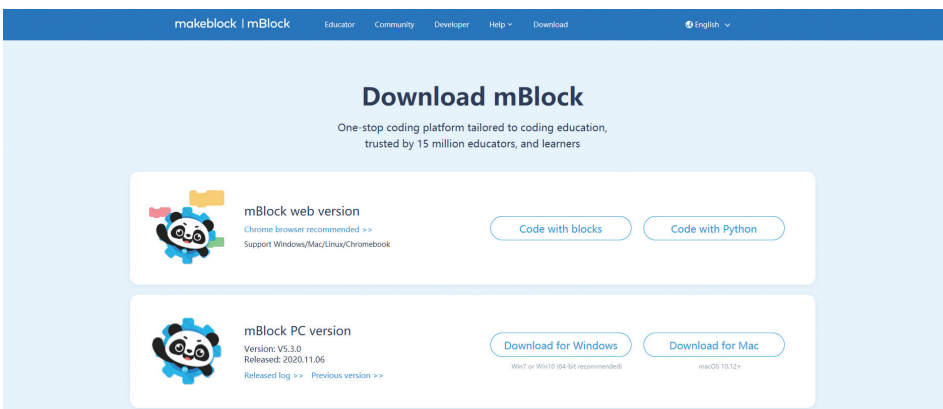 makeblock | mBlock Educator Community Developer Help Download English
Download mBlock
One-stop coding platform tailored to coding education,
trusted by 15 million educators, and learners
mBlock web version
Chrome browser recommended >>
Support Windows/Mac/Linux/Chromebook
Code with blocks Code with Python
mBlock PC version
Version: V5.3.0
Released: 2020.11.06
Released log >> Previous version >>
Download for Windows Download for Mac
Win7 or Win10 (64-bit recommended) macOS 10.12+